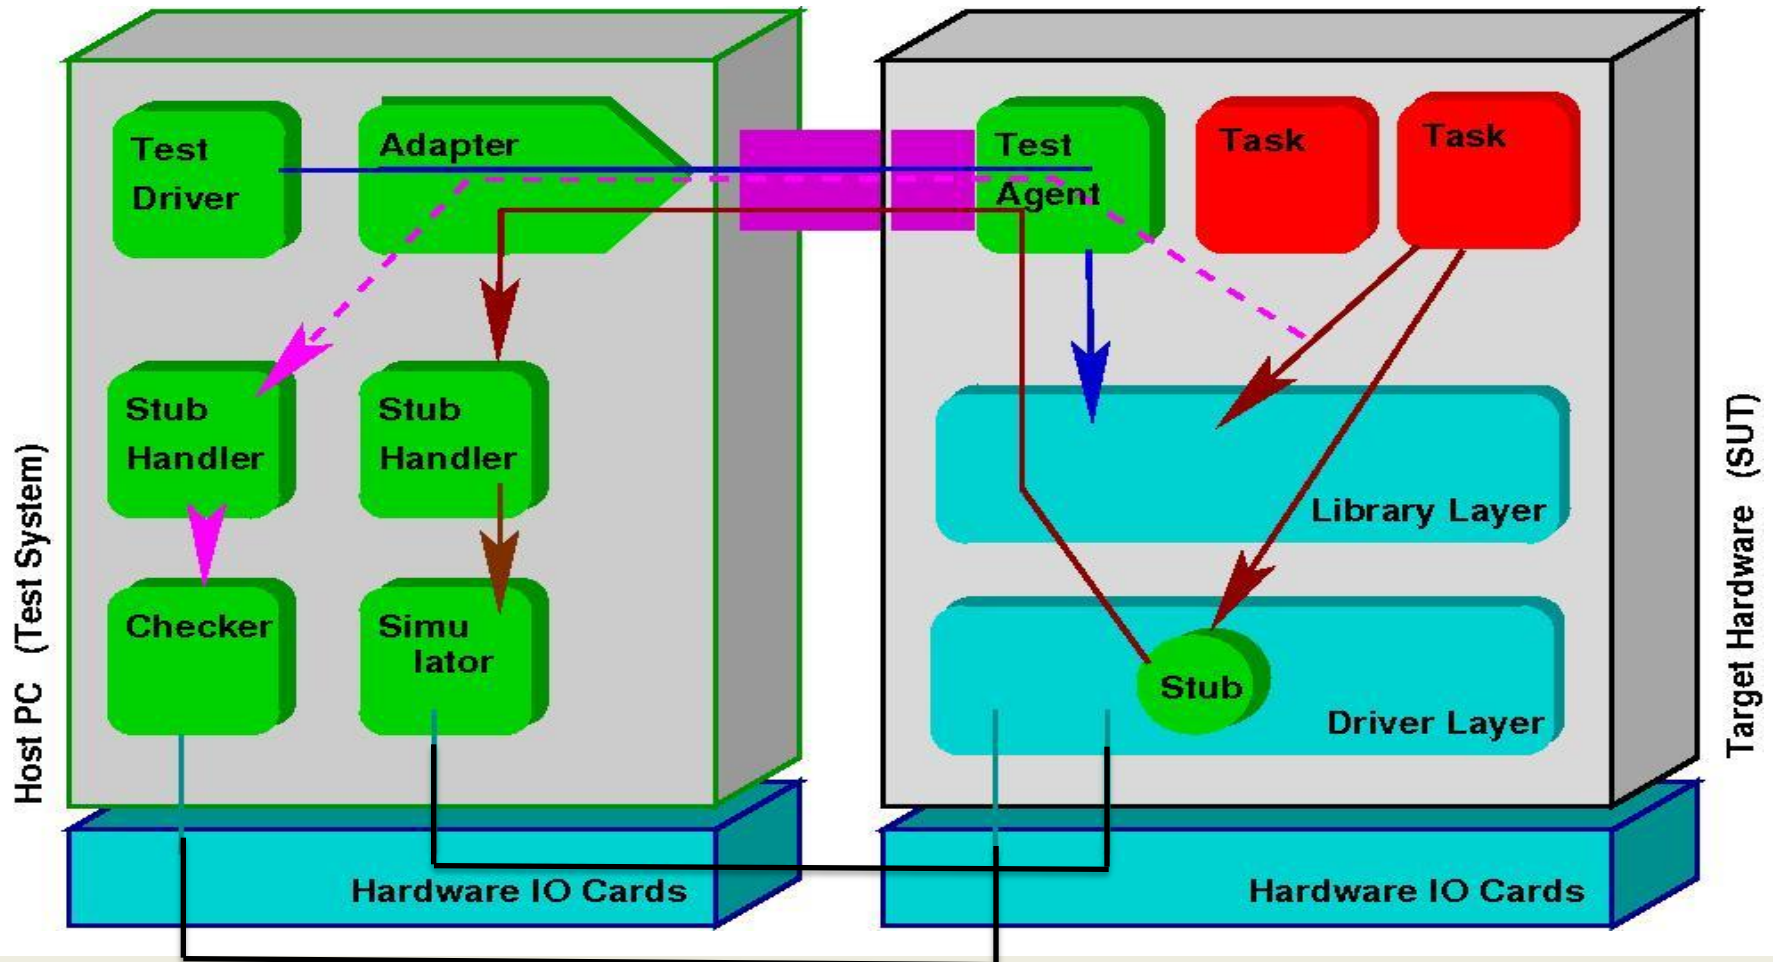 Host PC (Test System)
Test
Driver
Adapter
Stub
Handler
Stub
Handler
Checker
Simu
lator
Hardware IO Cards
Test
Agent
Task
Task
Library Layer
Stub
Driver Layer
Hardware IO Cards
Target Hardware (SUT)